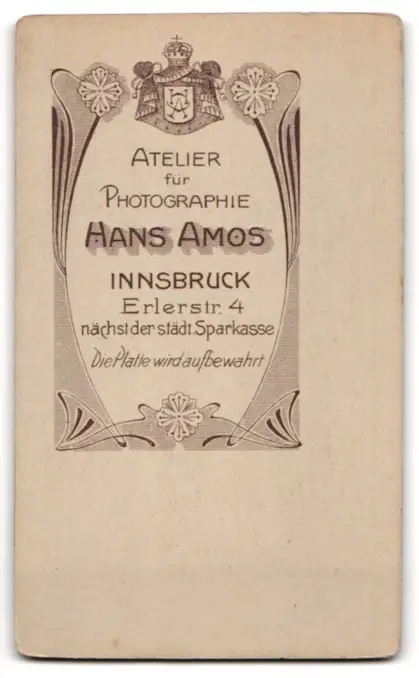 ATELIER
für
PHOTOGRAPHIE
HANS AMOS
INNSBRUCK
Erlerstr. 4
nächst der städt. Sparkasse
Die Platte wird aufbewahrt